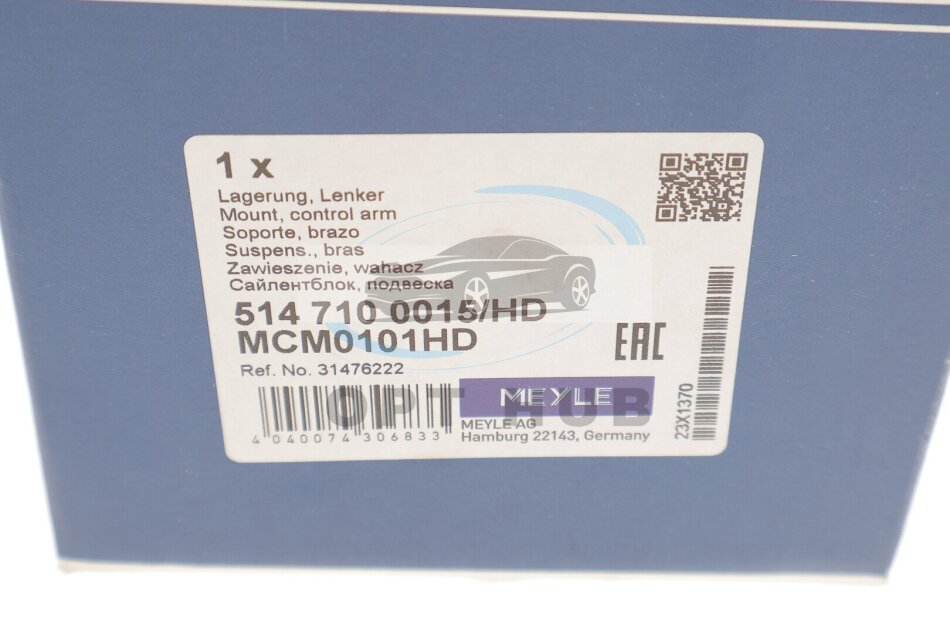 1 x
Lagerung, Lenker
Mount, control arm
Soporte, brazo
Suspens., bras
Zawieszenie, wahacz
Сайлентблок, подвеска
514 710 0015/HD
MCM0101HD
Ref. No. 31476222
EAC
MEYLE
OPT HUB
4 040074 306833
MEYLE AG
Hamburg 22143, Germany
23X1370